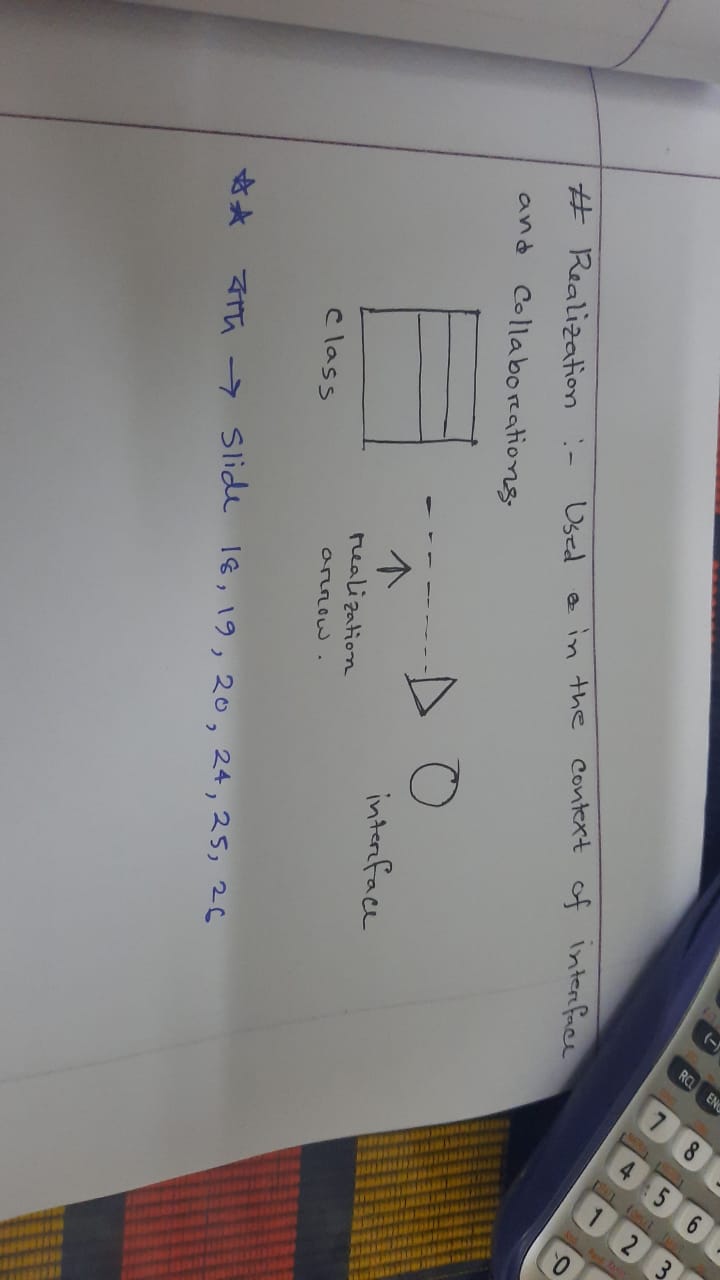 # Realization :- Used in the context of interface
and Collaborations.
class
realization
arrow.
interface
** বাদ → Slide 18, 19, 20, 24, 25, 26
RCL
ENG
(-)
7
8
4
5
6
1
2
3
0